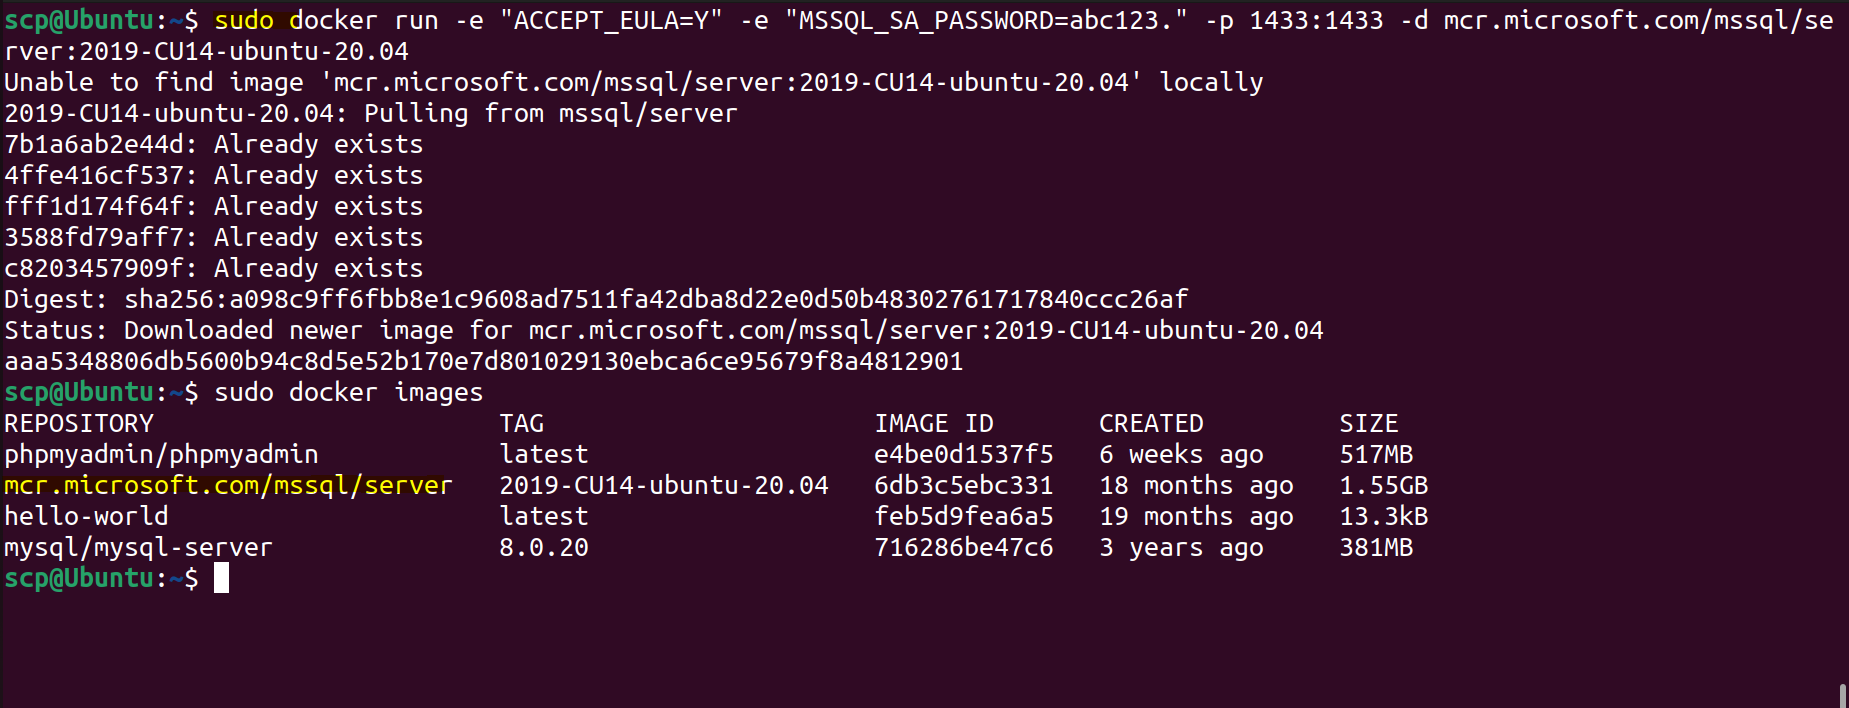 scp@Ubuntu:~$ sudo docker run -e "ACCEPT_EULA=Y" -e "MSSQL_SA_PASSWORD=abc123." -p 1433:1433 -d mcr.microsoft.com/mssql/se
rver:2019-CU14-ubuntu-20.04
Unable to find image 'mcr.microsoft.com/mssql/server:2019-CU14-ubuntu-20.04' locally
2019-CU14-ubuntu-20.04: Pulling from mssql/server
7b1a6ab2e44d: Already exists
4ffe416cf537: Already exists
fff1d174f64f: Already exists
3588fd79aff7: Already exists
c8203457909f: Already exists
Digest: sha256:a098c9ff6fbb8e1c9608ad7511fa42dba8d22e0d50b48302761717840ccc26af
Status: Downloaded newer image for mcr.microsoft.com/mssql/server:2019-CU14-ubuntu-20.04
aaa5348806db5600b94c8d5e52b170e7d801029130ebca6ce95679f8a4812901
scp@Ubuntu:~$ sudo docker images
REPOSITORY TAG IMAGE ID CREATED SIZE
phpmyadmin/phpmyadmin latest e4be0d1537f5 6 weeks ago 517MB
mcr.microsoft.com/mssql/server 2019-CU14-ubuntu-20.04 6db3c5ebc331 18 months ago 1.55GB
hello-world latest feb5d9fea6a5 19 months ago 13.3kB
mysql/mysql-server 8.0.20 716286be47c6 3 years ago 381MB
scp@Ubuntu:~$